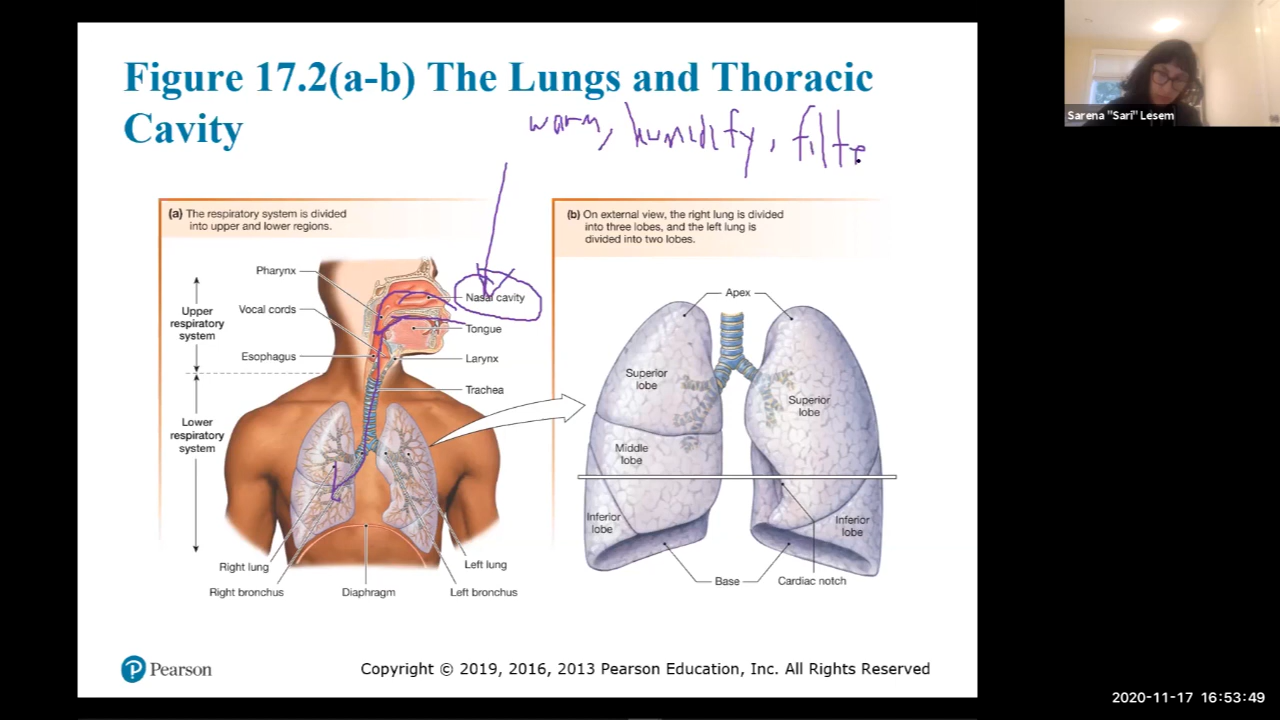 Figure 17.2(a-b) The Lungs and Thoracic
Cavity
warm, humidify, filte
Sarena "Sari" Lesem
(a) The respiratory system is divided
into upper and lower regions.
Pharynx
Nasal cavity
Vocal cords
Upper
respiratory
system
Tongue
Esophagus
Larynx
Trachea
Lower
respiratory
system
Right lung
Left lung
Right bronchus
Diaphragm
Left bronchus
(b) On external view, the right lung is divided
into three lobes, and the left lung is
divided into two lobes.
Apex
Superior
lobe
Superior
lobe
Middle
lobe
Inferior
lobe
Inferior
lobe
Base
Cardiac notch
P Pearson
Copyright © 2019, 2016, 2013 Pearson Education, Inc. All Rights Reserved
2020-11-17 16:53:49